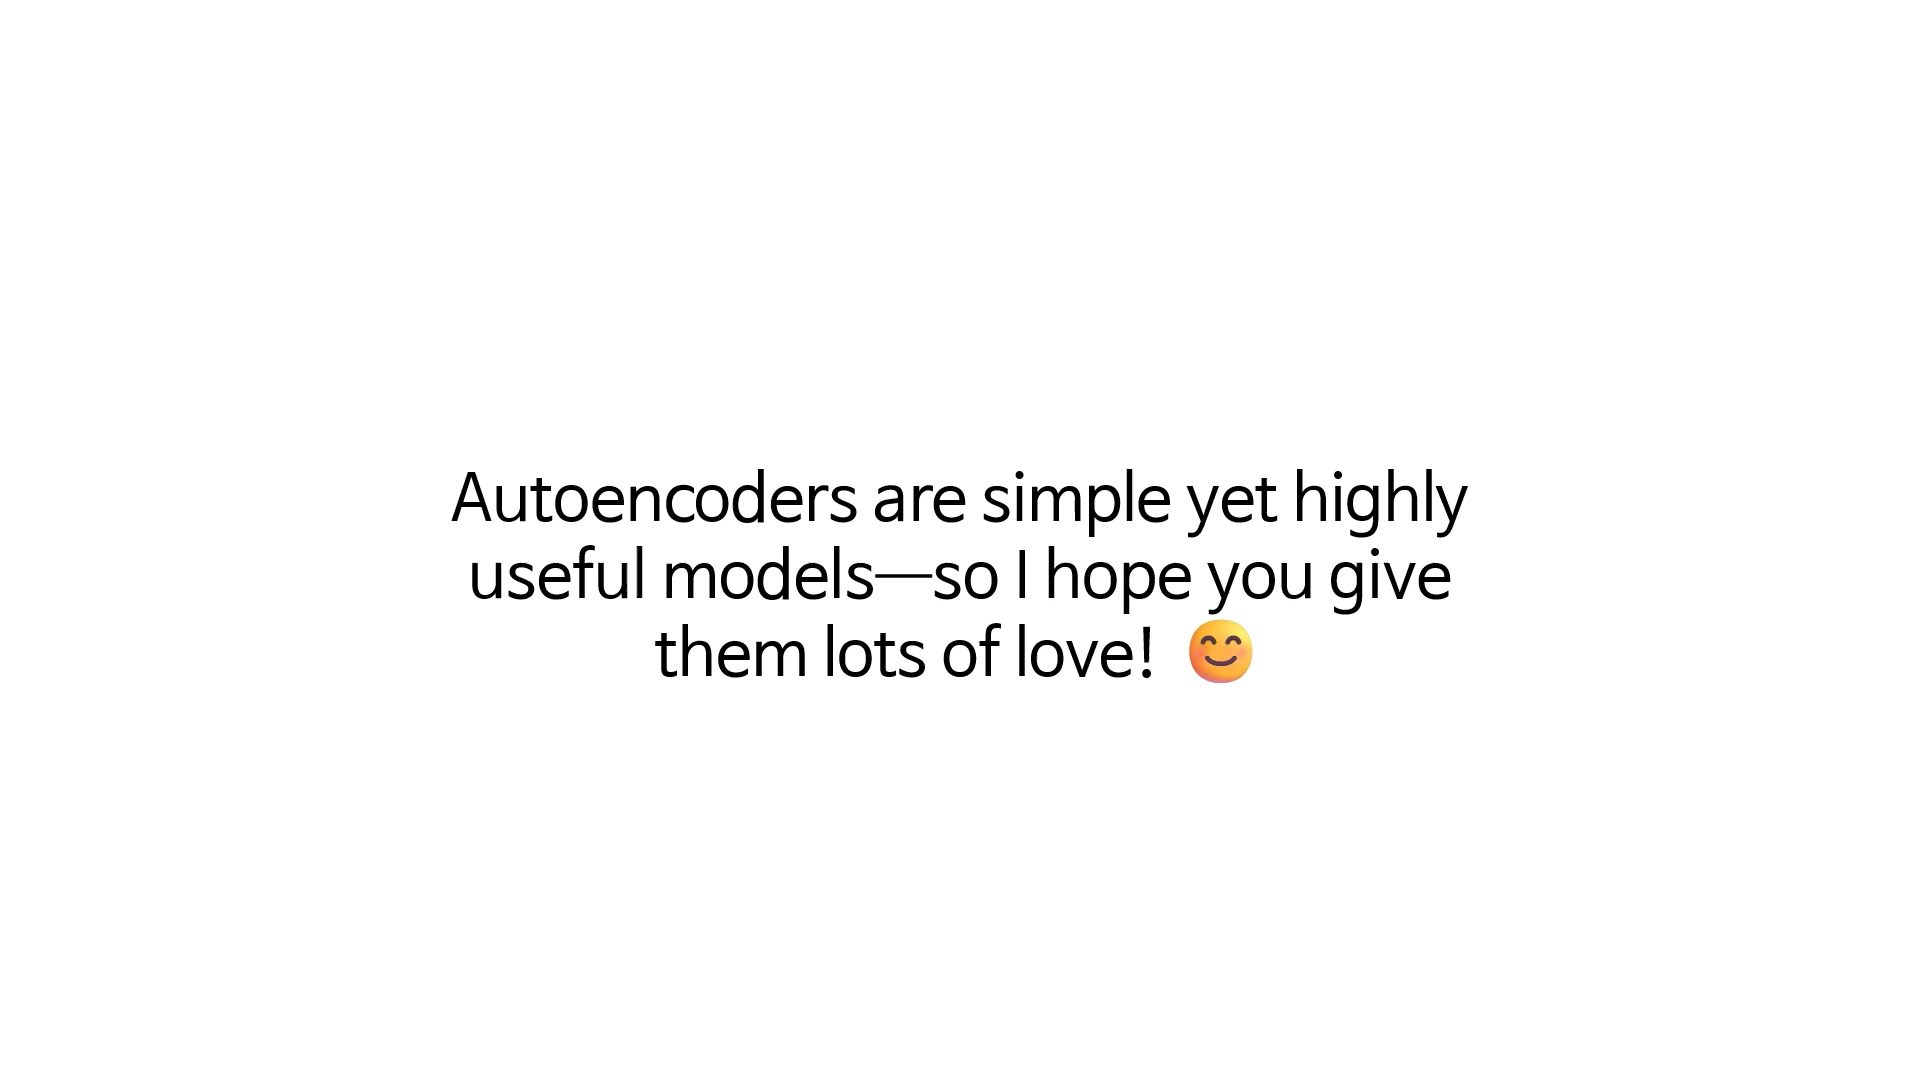 Autoencoders are simple yet highly
useful models—so I hope you give
them lots of love! 😊